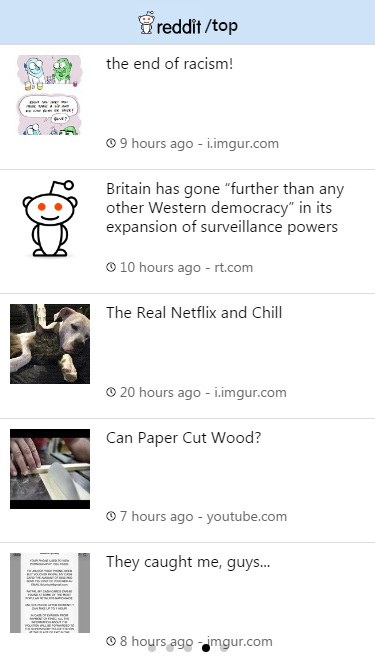 reddit /top
the end of racism!
9 hours ago - i.imgur.com
Britain has gone “further than any
other Western democracy” in its
expansion of surveillance powers
10 hours ago - rt.com
The Real Netflix and Chill
20 hours ago - i.imgur.com
Can Paper Cut Wood?
7 hours ago - youtube.com
They caught me, guys...
8 hours ago - imgur.com